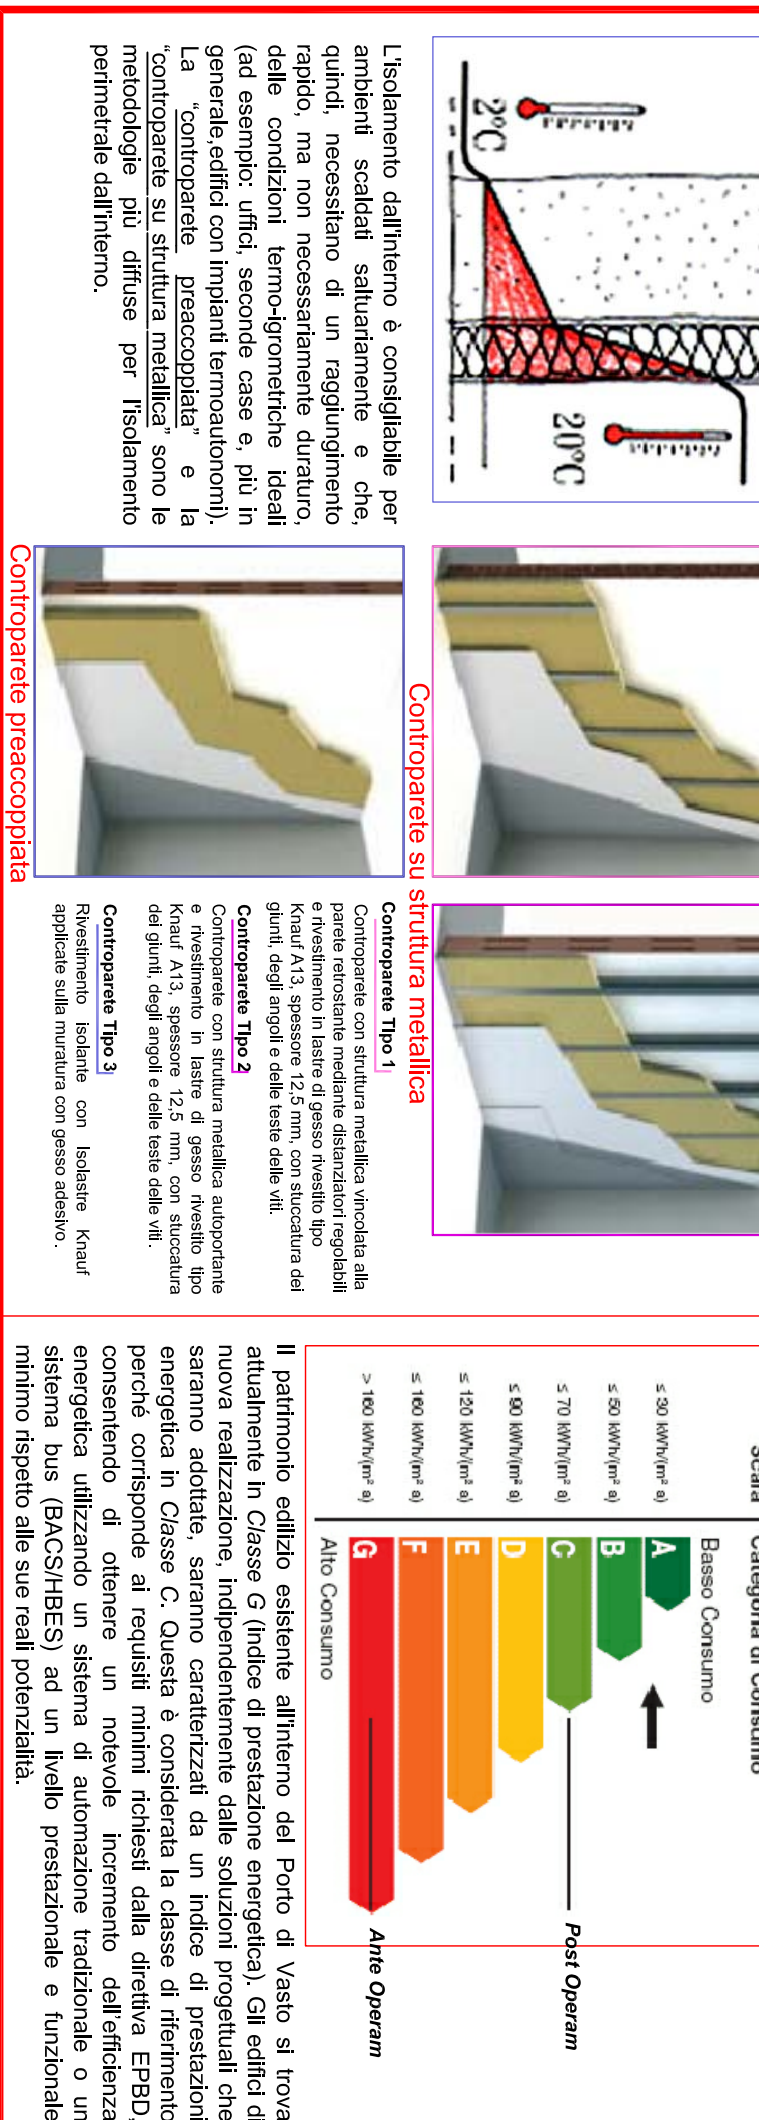 2°C
20°C
L'isolamento dall'interno è consigliabile per
ambienti scaldati saltuariamente e che,
quindi, necessitano di un raggiungimento
rapido, ma non necessariamente duraturo,
delle condizioni termo-igrometriche ideali
(ad esempio: uffici, seconde case e, più in
generale,edifici con impianti termoautonomi).
La "controparete preaccoppiata" e la
"controparete su struttura metallica" sono le
metodologie più diffuse per l'isolamento
perimetrale dall'interno.
Controparete su struttura metallica
Controparete preaccoppiata
Controparete Tipo 1
Controparete con struttura metallica vincolata alla
parete retrostante mediante distanziatori regolabili
e rivestimento in lastre di gesso rivestito tipo
Knauf A13, spessore 12,5 mm, con stuccatura dei
giunti, degli angoli e delle teste delle viti.
Controparete Tipo 2
Controparete con struttura metallica autoportante
e rivestimento in lastre di gesso rivestito tipo
Knauf A13, spessore 12,5 mm, con stuccatura
dei giunti, degli angoli e delle teste delle viti.
Controparete Tipo 3
Rivestimento isolante con Isolastre Knauf
applicate sulla muratura con gesso adesivo.
Scala Categoria di Consumo
Basso Consumo
≤ 30 kWh/(m² a) A
≤ 50 kWh/(m² a) B
≤ 70 kWh/(m² a) C
Post Operam
≤ 90 kWh/(m² a) D
≤ 120 kWh/(m² a) E
≤ 160 kWh/(m² a) F
> 160 kWh/(m² a) G
Ante Operam
Alto Consumo
Il patrimonio edilizio esistente all'interno del Porto di Vasto si trova
attualmente in Classe G (indice di prestazione energetica). Gli edifici di
nuova realizzazione, indipendentemente dalle soluzioni progettuali che
saranno adottate, saranno caratterizzati da un indice di prestazioni
energetica in Classe C. Questa è considerata la classe di riferimento
perché corrisponde ai requisiti minimi richiesti dalla direttiva EPBD,
consentendo di ottenere un notevole incremento dell'efficienza
energetica utilizzando un sistema di automazione tradizionale o un
sistema bus (BACS/HBES) ad un livello prestazionale e funzionale
minimo rispetto alle sue reali potenzialità.